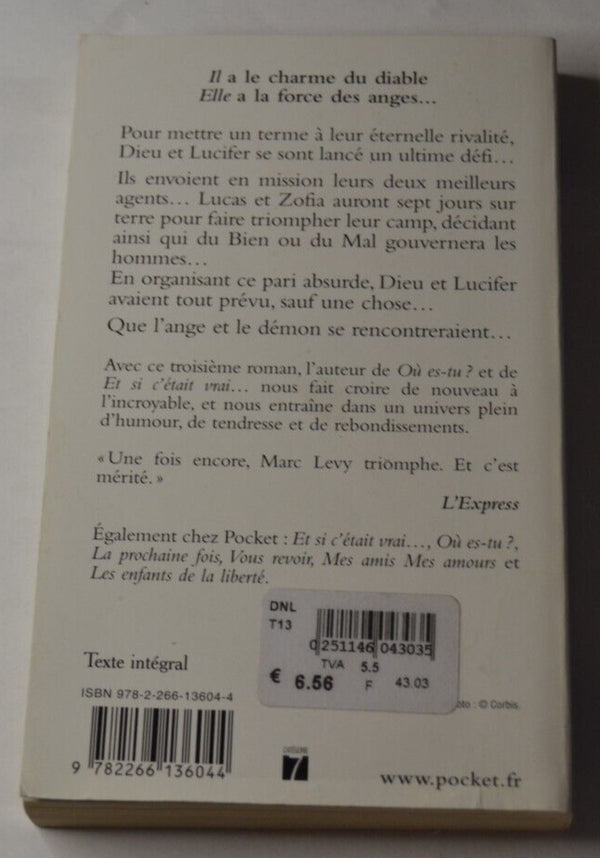 Il a le charme du diable
Elle a la force des anges...
Pour mettre un terme à leur éternelle rivalité,
Dieu et Lucifer se sont lancé un ultime défi...
Ils envoient en mission leurs deux meilleurs
agents... Lucas et Zofia auront sept jours sur
terre pour faire triompher leur camp, décidant
ainsi qui du Bien ou du Mal gouvernera les
hommes...
En organisant ce pari absurde, Dieu et Lucifer
avaient tout prévu, sauf une chose...
Que l'ange et le démon se rencontreraient...
Avec ce troisième roman, l'auteur de Où es-tu ? et de
Et si c'était vrai... nous fait croire de nouveau à
l'incroyable, et nous entraîne dans un univers plein
d'humour, de tendresse et de rebondissements.
« Une fois encore, Marc Levy triomphe. Et c'est
mérité. »
L'Express
Également chez Pocket : Et si c'était vrai..., Où es-tu ?,
La prochaine fois, Vous revoir, Mes amis Mes amours et
Les enfants de la liberté.
DNL
T13
0 251146 043035
TVA 5.5
€ 6.56 F 43.03
Texte intégral
ISBN 978-2-266-13604-4
oto : © Corbis.
9 782266 136044
CATÉGORIE
7
www.pocket.fr